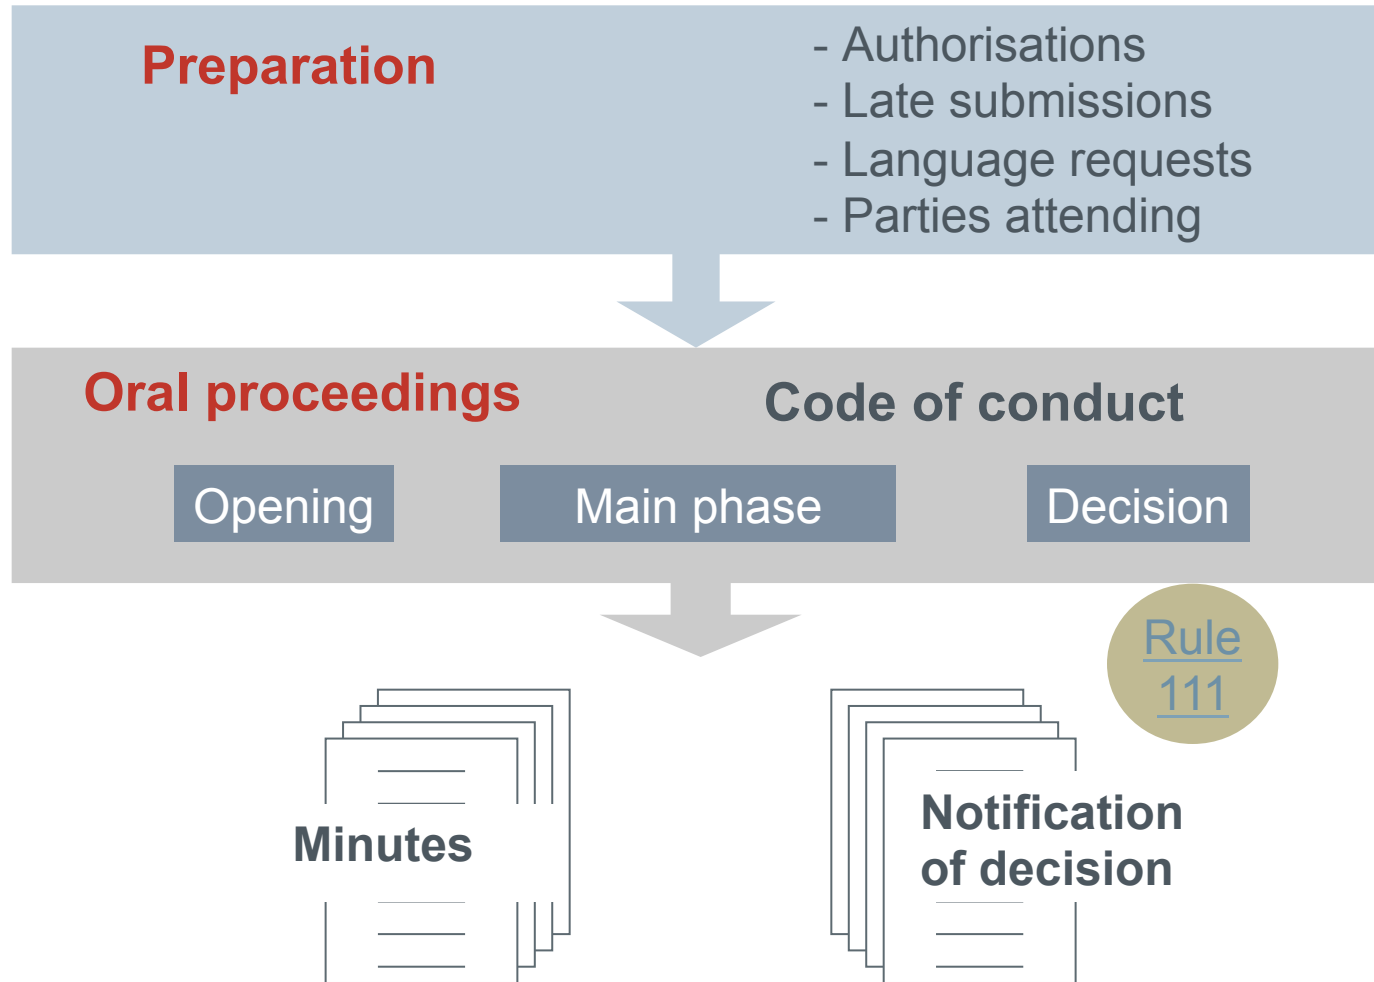 Preparation
- Authorisations
- Late submissions
- Language requests
- Parties attending
Oral proceedings
Code of conduct
Opening
Main phase
Decision
Rule
111
Minutes
Notification
of decision